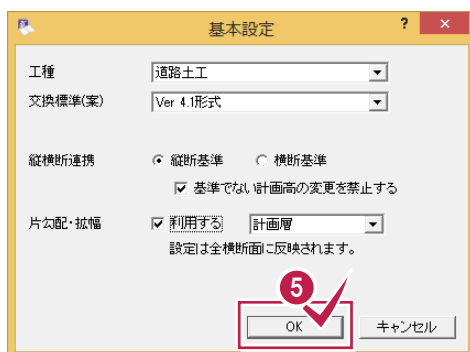 基本設定
? ×
工種 道路土工
交換標準(案) Ver 4.1形式
縦横断連携 縦断基準 横断基準
基準でない計画高の変更を禁止する
片勾配・拡幅 利用する 計画層
設定は全横断面に反映されます。
5
OK キャンセル